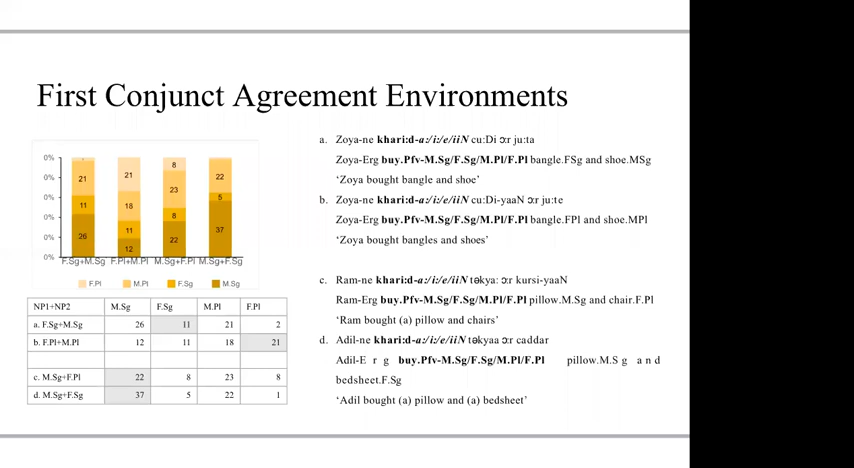 First Conjunct Agreement Environments
0%
0%
0%
0%
0%
0%
21
11
26
21
18
11
12
8
23
8
22
22
5
37
F.Sg+M.Sg F.Pl+M.Pl M.Sg+F.Pl M.Sg+F.Sg
F.Pl M.Pl F.Sg M.Sg
NP1+NP2 M.Sg F.Sg M.Pl F.Pl
a. F.Sg+M.Sg 26 11 21 2
b. F.Pl+M.Pl 12 11 18 21
c. M.Sg+F.Pl 22 8 23 8
d. M.Sg+F.Sg 37 5 22 1
a. Zoya-ne khari:d-a:/i:/e/iiN cu:Di ɔ:r ju:ta
Zoya-Erg buy.Pfv-M.Sg/F.Sg/M.Pl/F.Pl bangle.FSg and shoe.MSg
‘Zoya bought bangle and shoe’
b. Zoya-ne khari:d-a:/i:/e/iiN cu:Di-yaaN ɔ:r ju:te
Zoya-Erg buy.Pfv-M.Sg/F.Sg/M.Pl/F.Pl bangle.FPl and shoe.MPl
‘Zoya bought bangles and shoes’
c. Ram-ne khari:d-a:/i:/e/iiN təkya: ɔ:r kursi-yaaN
Ram-Erg buy.Pfv-M.Sg/F.Sg/M.Pl/F.Pl pillow.M.Sg and chair.F.Pl
‘Ram bought (a) pillow and chairs’
d. Adil-ne khari:d-a:/i:/e/iiN təkyaa ɔ:r caddar
Adil-E r g buy.Pfv-M.Sg/F.Sg/M.Pl/F.Pl pillow.M.S g a n d
bedsheet.F.Sg
‘Adil bought (a) pillow and (a) bedsheet’